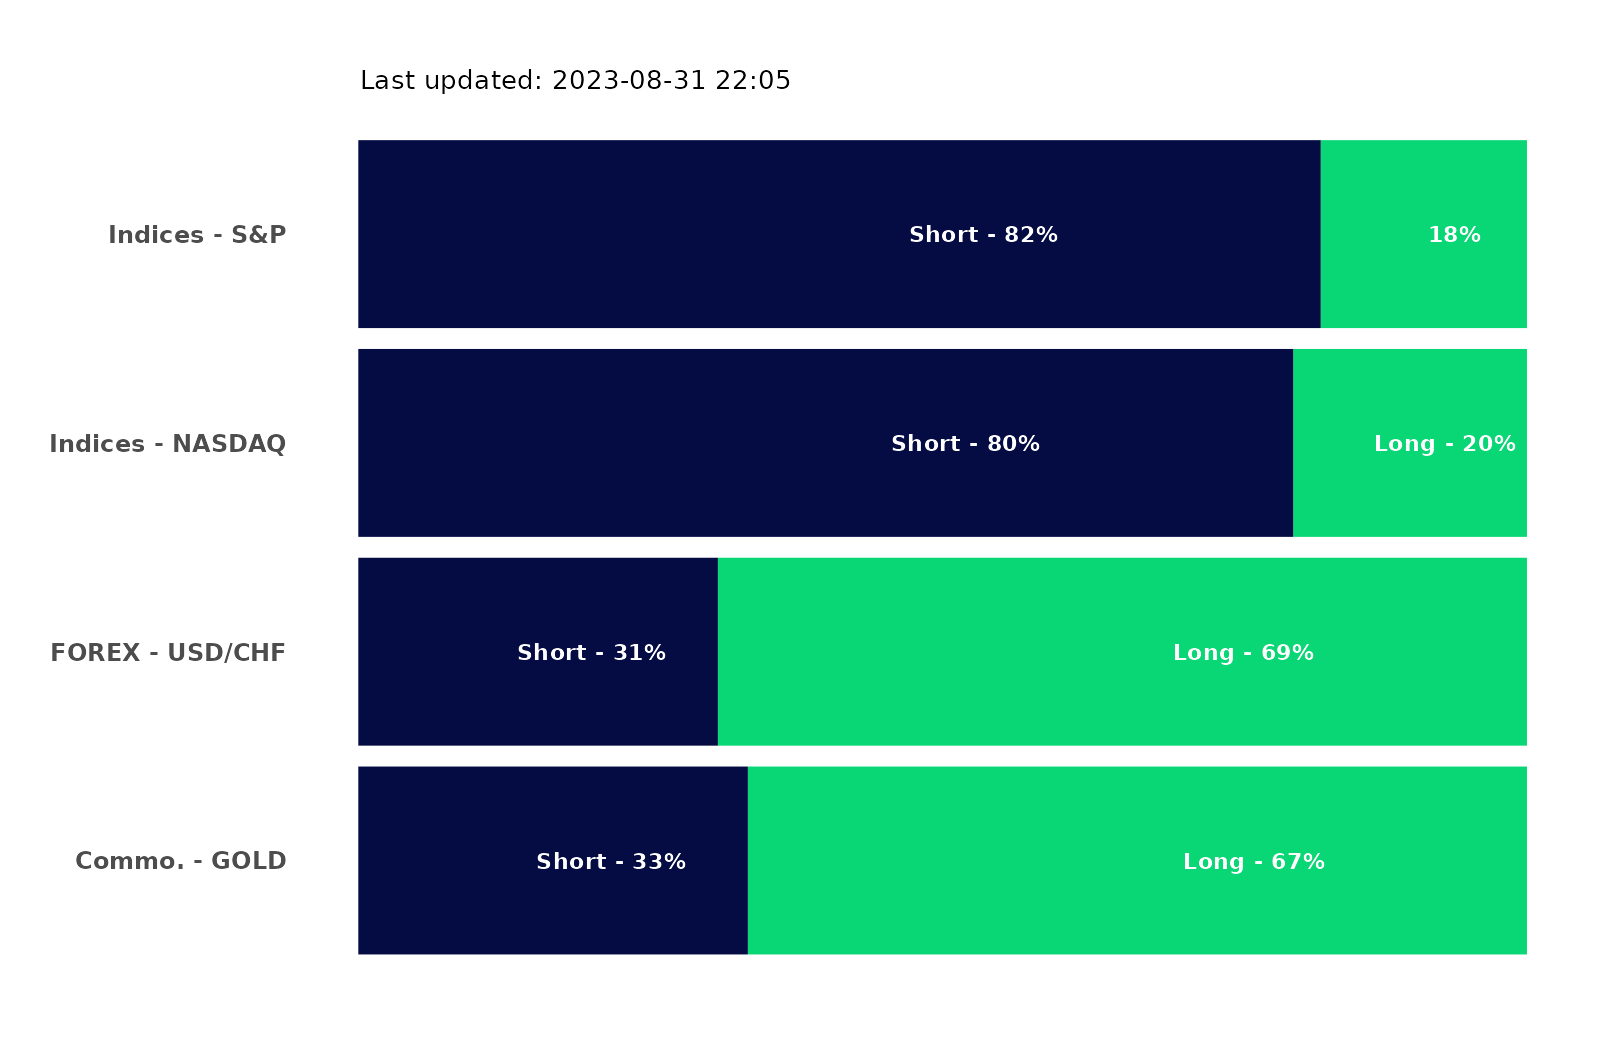 Last updated: 2023-08-31 22:05
Indices - S&P
Short - 82%
18%
Indices - NASDAQ
Short - 80%
Long - 20%
FOREX - USD/CHF
Short - 31%
Long - 69%
Commo. - GOLD
Short - 33%
Long - 67%